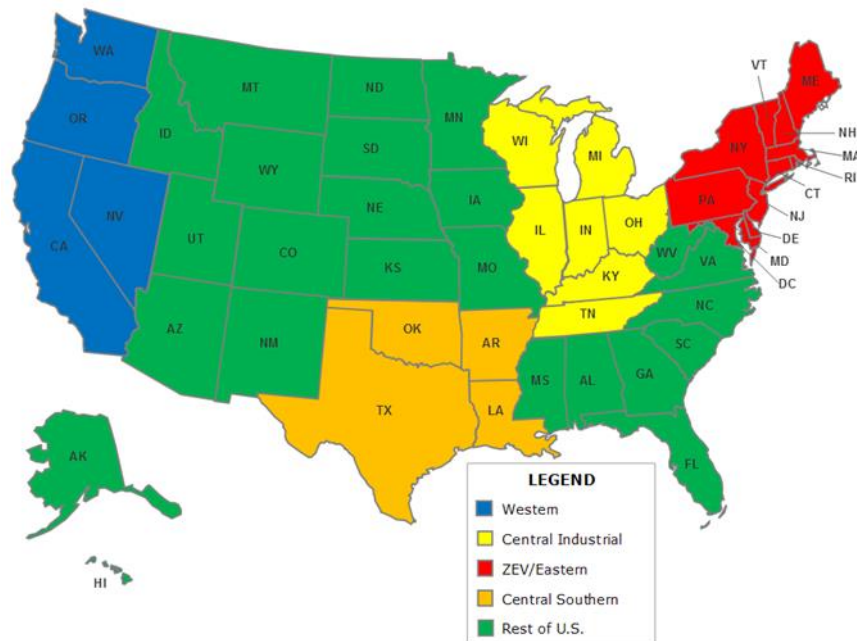 WA
MT
ND
MN
OR
ID
SD
WY
WI
MI
VT
ME
NH
MA
RI
CT
NY
PA
NJ
DE
MD
DC
NV
CA
UT
CO
NE
IA
KS
MO
IL
IN
OH
WV
VA
KY
TN
NC
SC
AZ
NM
OK
AR
TX
LA
MS
AL
GA
FL
AK
HI
LEGEND
Western
Central Industrial
ZEV/Eastern
Central Southern
Rest of U.S.